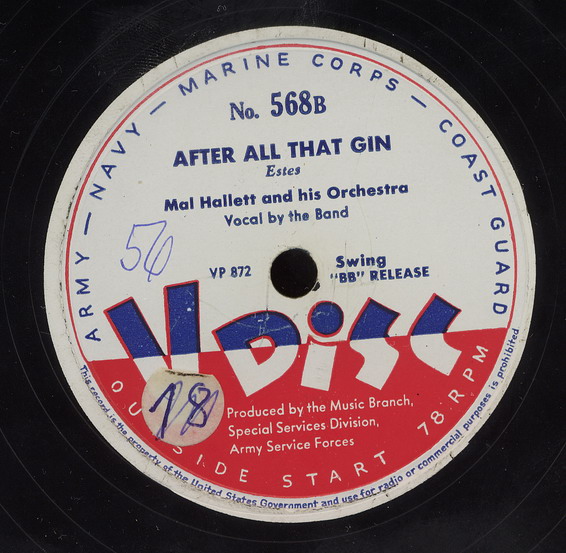 ARMY — NAVY — MARINE CORPS — COAST GUARD
No. 568B
AFTER ALL THAT GIN
Estes
Mal Hallett and his Orchestra
Vocal by the Band
56
VP 872
Swing
"BB" RELEASE
V DiSC
18
Produced by the Music Branch,
Special Services Division,
Army Service Forces
OU SIDE START 78 RPM
This record is the property of the United States Government and use for radio or commercial purposes is prohibited